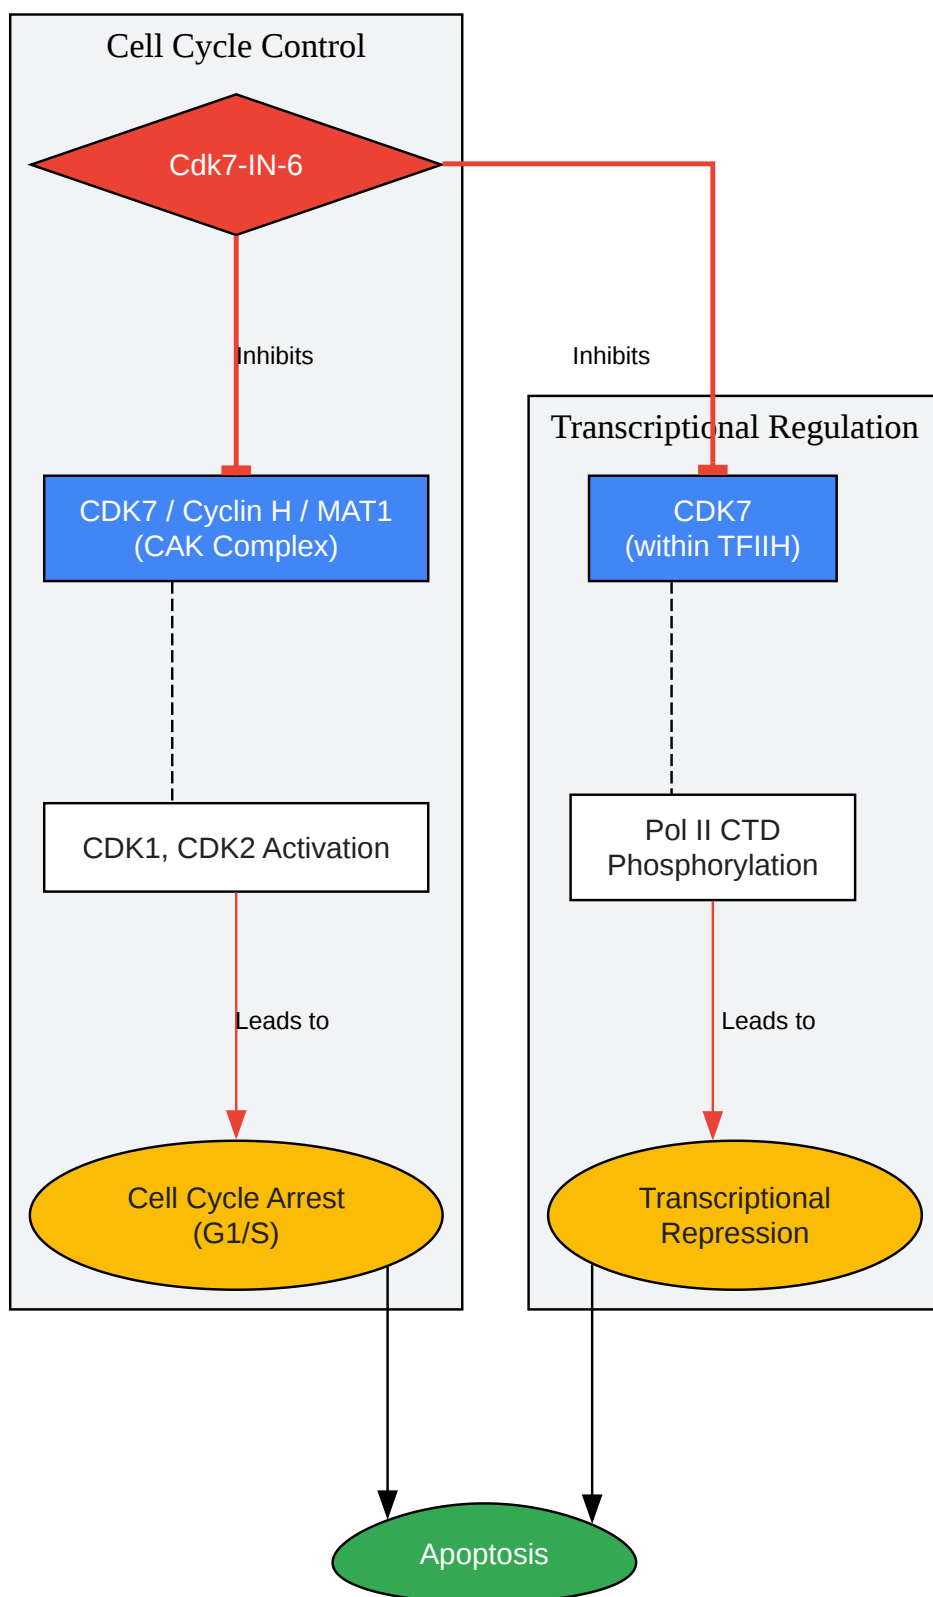 Cell Cycle Control
Cdk7-IN-6
Inhibits
Inhibits
Transcriptional Regulation
CDK7 / Cyclin H / MAT1
(CAK Complex)
CDK7
(within TFIIH)
CDK1, CDK2 Activation
Pol II CTD
Phosphorylation
Leads to
Leads to
Cell Cycle Arrest
(G1/S)
Transcriptional
Repression
Apoptosis